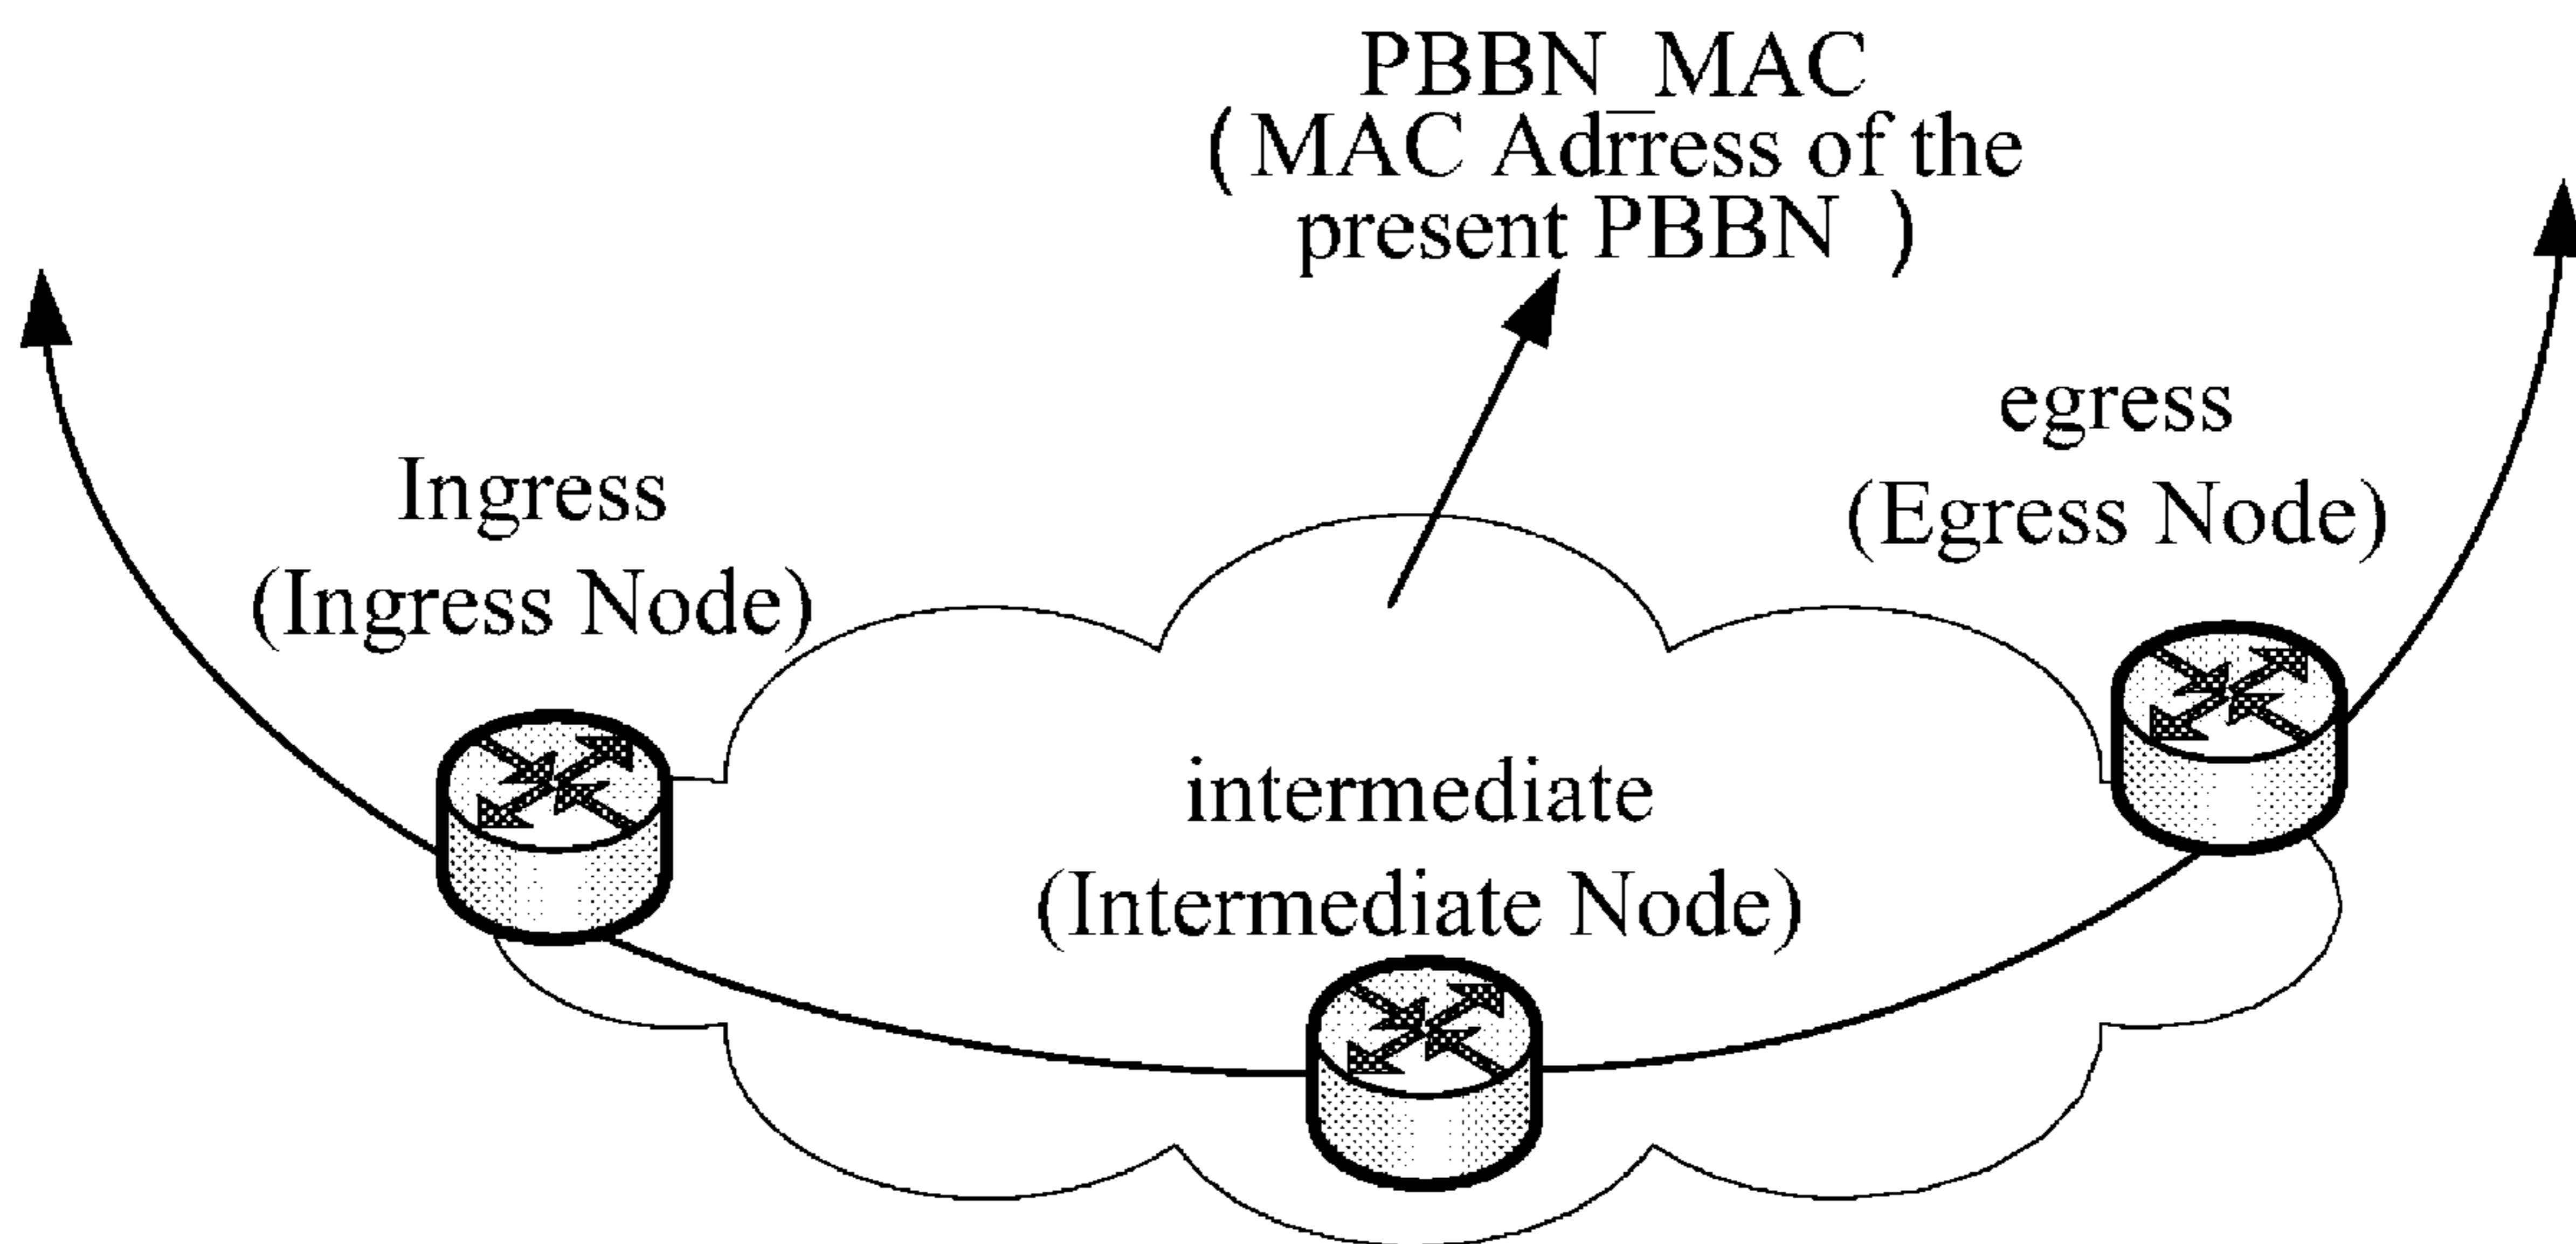 PBBN_MAC
( MAC Adrress of the
present PBBN )
egress
(Egress Node)
Ingress
(Ingress Node)
intermediate
(Intermediate Node)